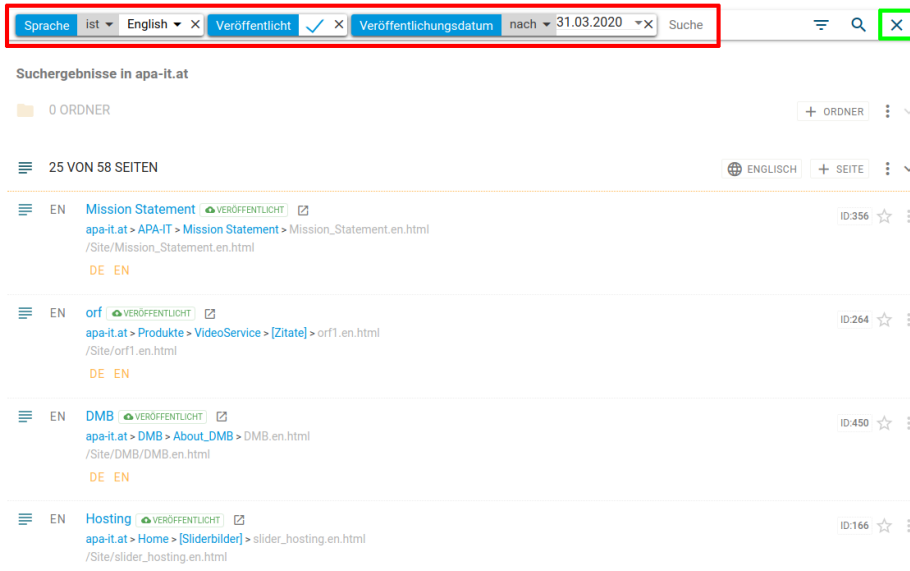 Sprache ist English Veröffentlicht Veröffentlichungsdatum nach 31.03.2020 Suche
Suchergebnisse in apa-it.at
0 ORDNER + ORDNER
25 VON 58 SEITEN ENGLISCH + SEITE
EN Mission Statement VERÖFFENTLICHT ID:356
apa-it.at > APA-IT > Mission Statement > Mission_Statement.en.html
/Site/Mission_Statement.en.html
DE EN
EN orf VERÖFFENTLICHT ID:264
apa-it.at > Produkte > VideoService > [Zitate] > orf1.en.html
/Site/orf1.en.html
DE EN
EN DMB VERÖFFENTLICHT ID:450
apa-it.at > DMB > About_DMB > DMB.en.html
/Site/DMB/DMB.en.html
DE EN
EN Hosting VERÖFFENTLICHT ID:166
apa-it.at > Home > [Sliderbilder] > slider_hosting.en.html
/Site/slider_hosting.en.html